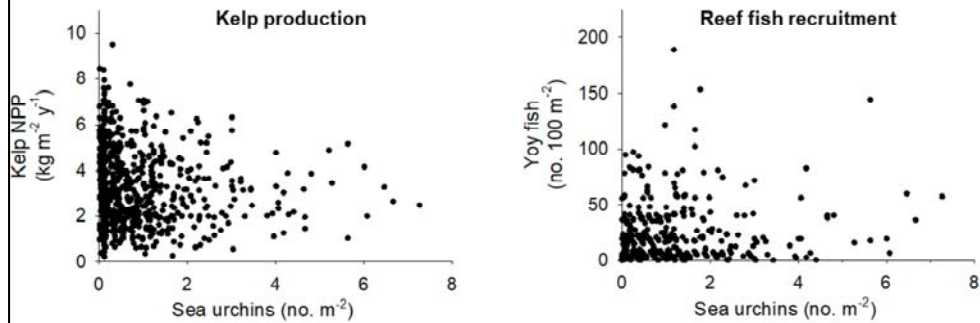 Kelp production
10
8
6
4
2
0
Kelp NPP
(kg m⁻² y⁻¹)
0 2 4 6 8
Sea urchins (no. m⁻²)
Reef fish recruitment
200
150
100
50
0
Yoy fish
(no. 100 m⁻²)
0 2 4 6 8
Sea urchins (no. m⁻²)